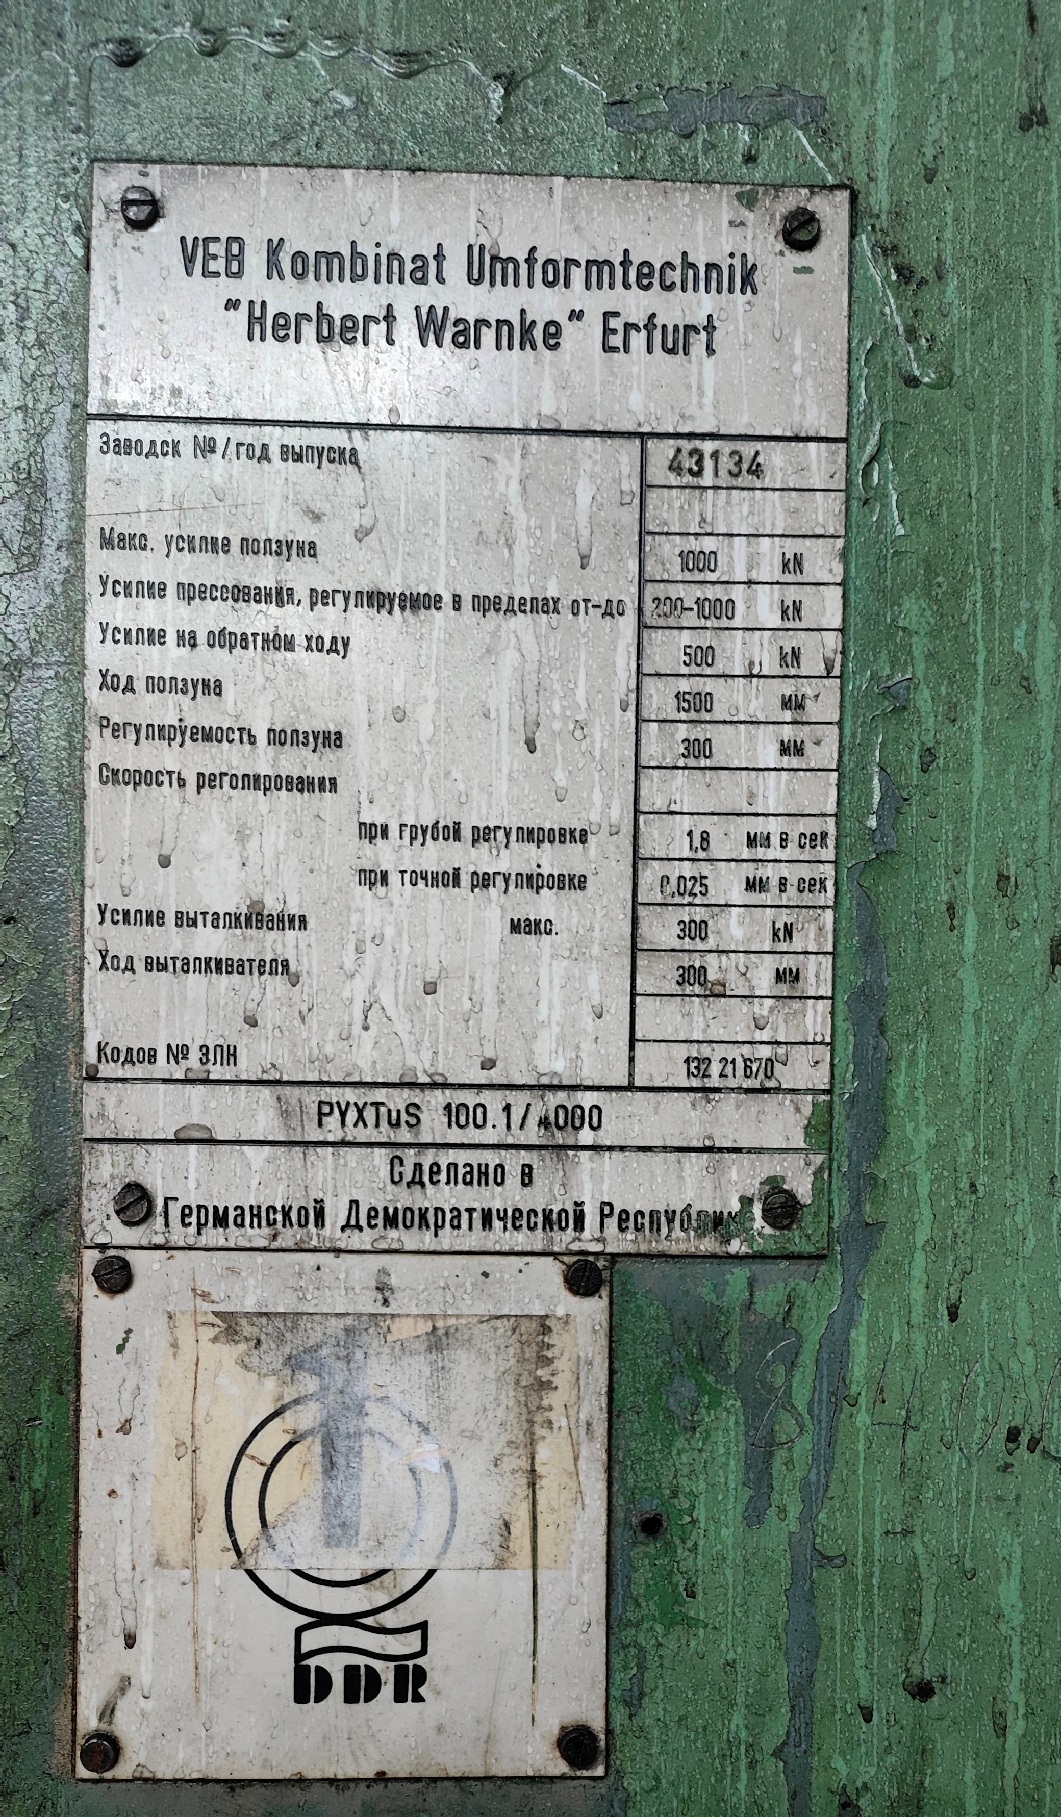 VEB Kombinat Umformtechnik
"Herbert Warnke" Erfurt
Заводск №/год выпуска 43134
Макс. усилие ползуна 1000 kN
Усилие прессования, регулируемое в пределах от-до 200-1000 kN
Усилие на обратном ходу 500 kN
Ход ползуна 1500 мм
Регулируемость ползуна 300 мм
Скорость реголирования
при грубой регулировке 1,8 мм в сек
при точной регулировке 0,025 мм в сек
Усилие выталкивания макс. 300 kN
Ход выталкивателя 300 мм
Кодов № ЗЛН 132 21 670
PYXTuS 100.1/4000
Сделано в
Германской Демократической Республик
1
DDR